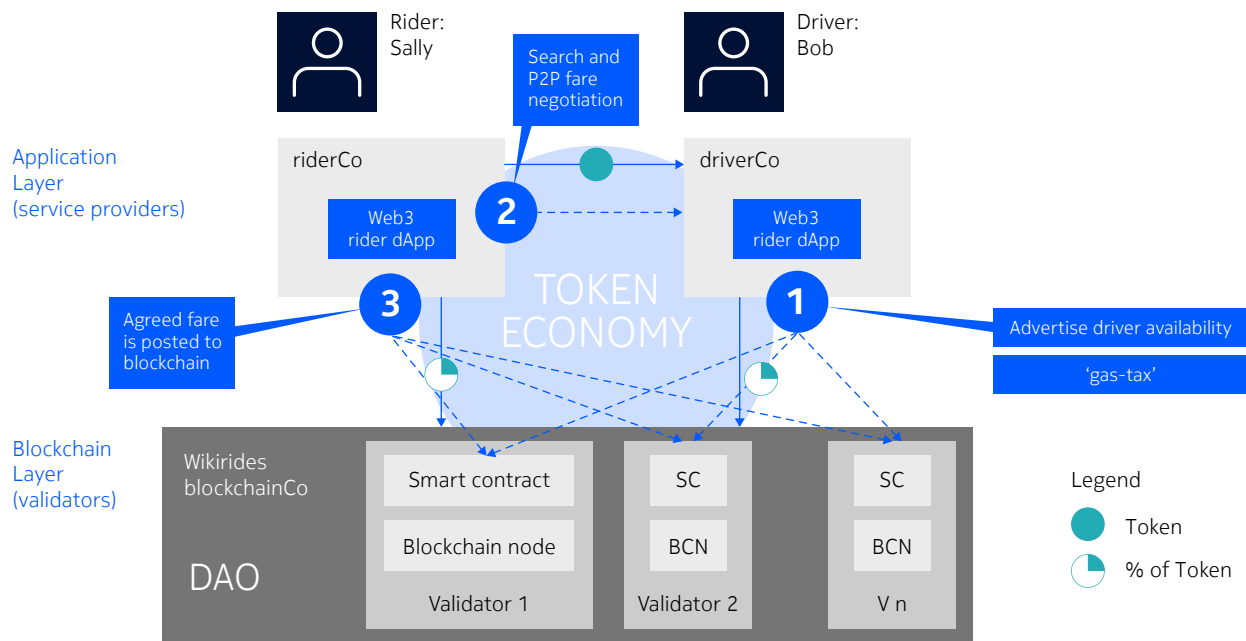 Rider:
Sally
Driver:
Bob
Search and
P2P fare
negotiation
Application
Layer
(service providers)
riderCo
driverCo
2
Web3
rider dApp
Web3
rider dApp
TOKEN
ECONOMY
3
1
Agreed fare
is posted to
blockchain
Advertise driver availability
‘gas-tax’
Blockchain
Layer
(validators)
Wikirides
blockchainCo
DAO
Smart contract
Blockchain node
Validator 1
SC
BCN
Validator 2
SC
BCN
V n
Legend
Token
% of Token